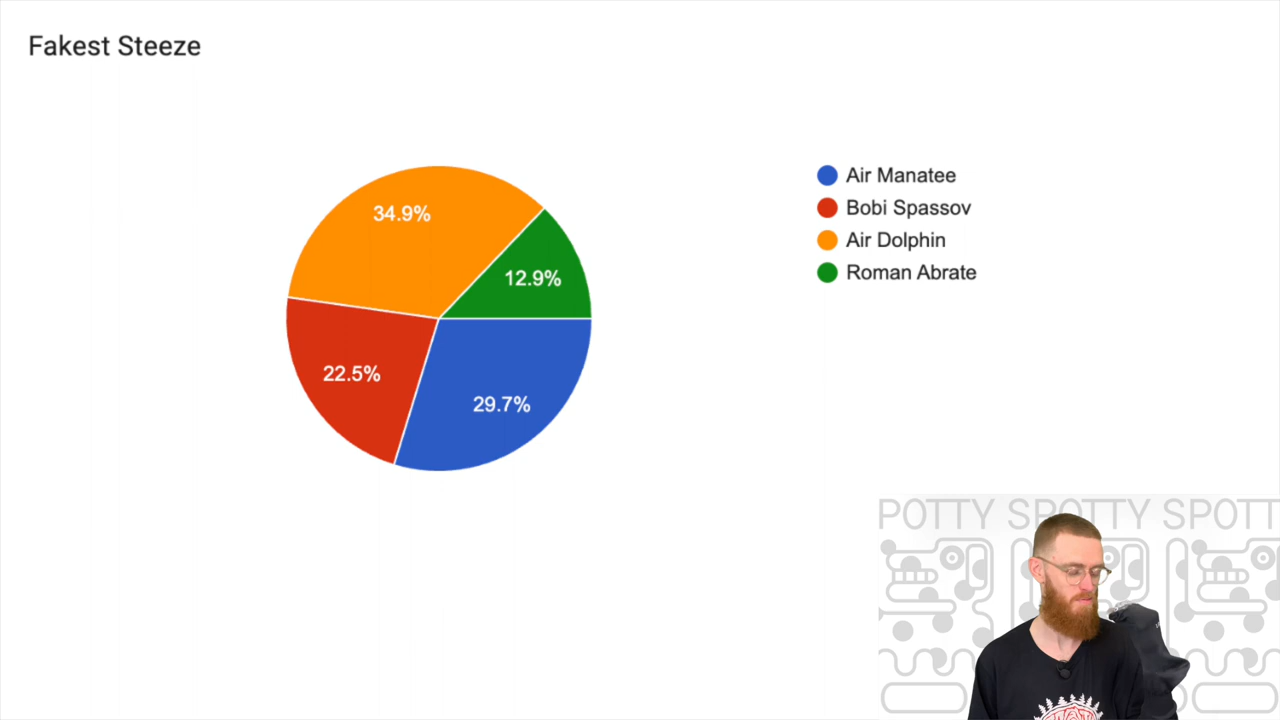 Fakest Steeze
34.9%
12.9%
22.5%
29.7%
Air Manatee
Bobi Spassov
Air Dolphin
Roman Abrate
POTTY SPOTTY SPOTT